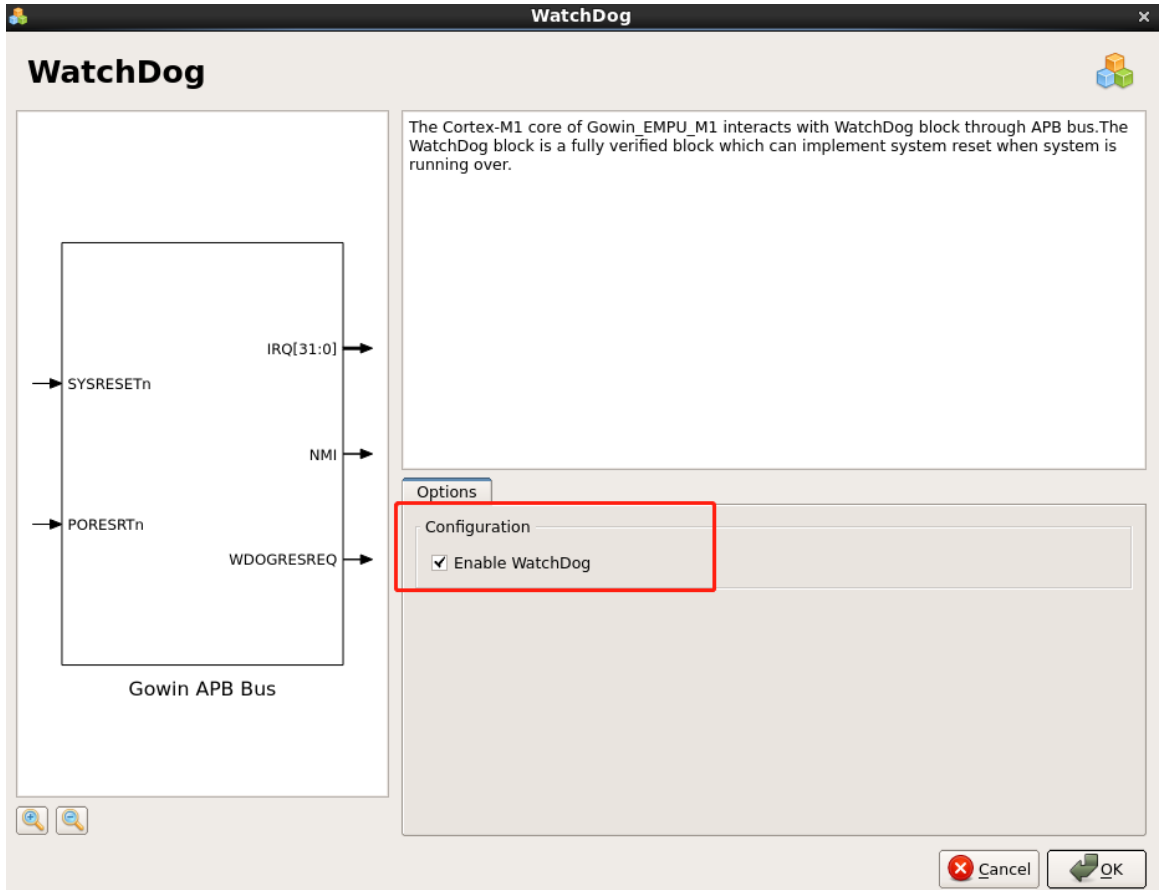 WatchDog
WatchDog
The Cortex-M1 core of Gowin_EMPU_M1 interacts with WatchDog block through APB bus.The
WatchDog block is a fully verified block which can implement system reset when system is
running over.
IRQ[31:0]
SYSRESETn
NMI
PORESRTn
WDOGRESREQ
Gowin APB Bus
Options
Configuration
Enable WatchDog
Cancel
OK